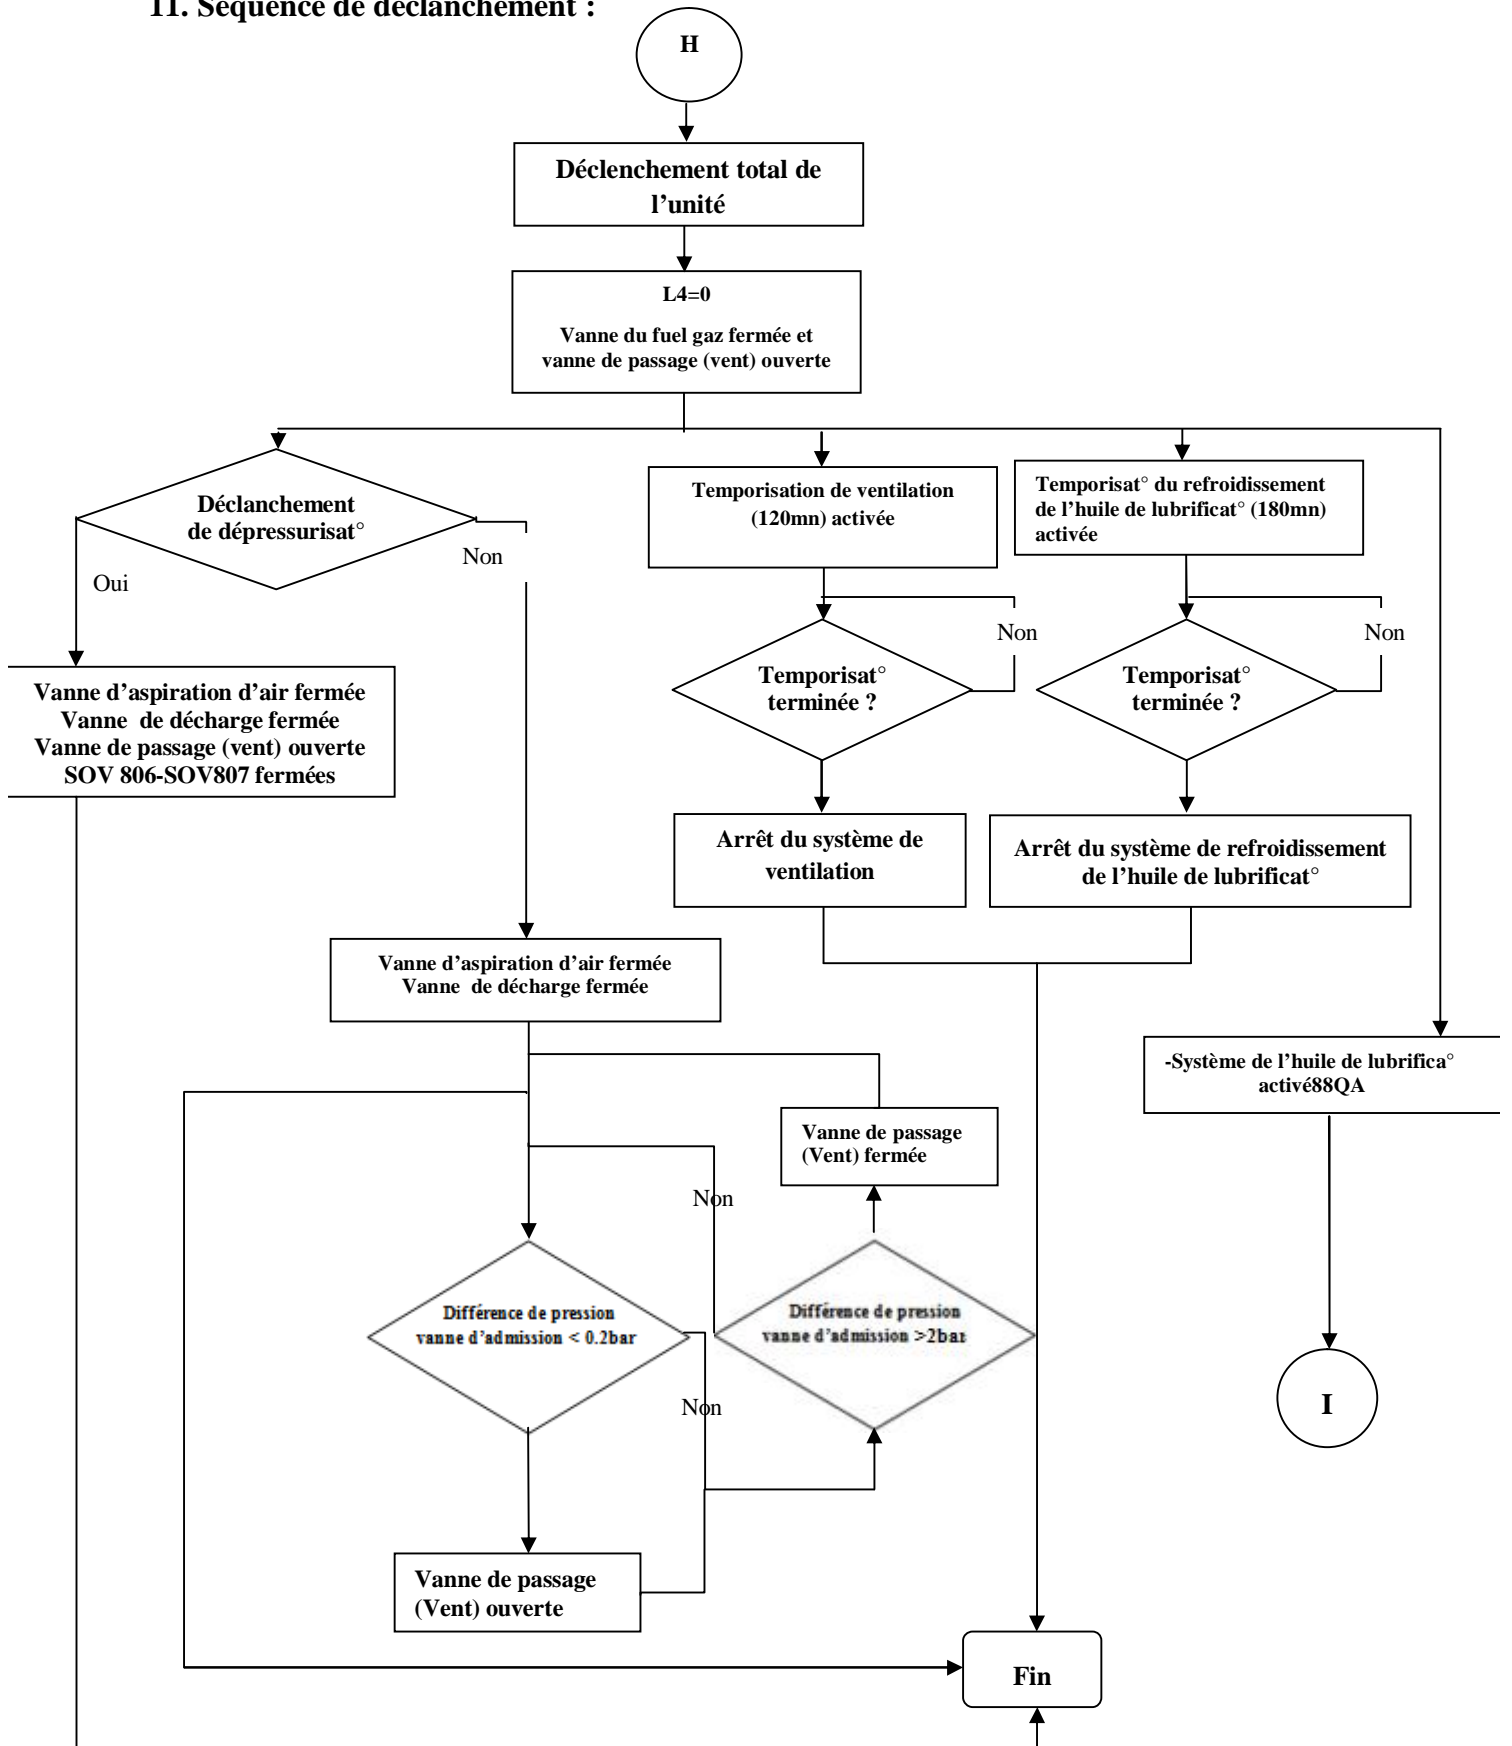 11. Séquence de déclanchement :
H
Déclenchement total de
l’unité
L4=0
Vanne du fuel gaz fermée et
vanne de passage (vent) ouverte
Déclanchement
de dépressurisat°
Oui
Non
Temporisation de ventilation
(120mn) activée
Temporisat° du refroidissement
de l’huile de lubrificat° (180mn)
activée
Non
Non
Temporisat°
terminée ?
Temporisat°
terminée ?
Vanne d’aspiration d’air fermée
Vanne de décharge fermée
Vanne de passage (vent) ouverte
SOV 806-SOV807 fermées
Arrêt du système de
ventilation
Arrêt du système de refroidissement
de l’huile de lubrificat°
Vanne d’aspiration d’air fermée
Vanne de décharge fermée
-Système de l’huile de lubrifica°
activé88QA
Vanne de passage
(Vent) fermée
Non
Différence de pression
vanne d’admission < 0.2bar
Différence de pression
vanne d’admission >2bar
Non
I
Vanne de passage
(Vent) ouverte
Fin